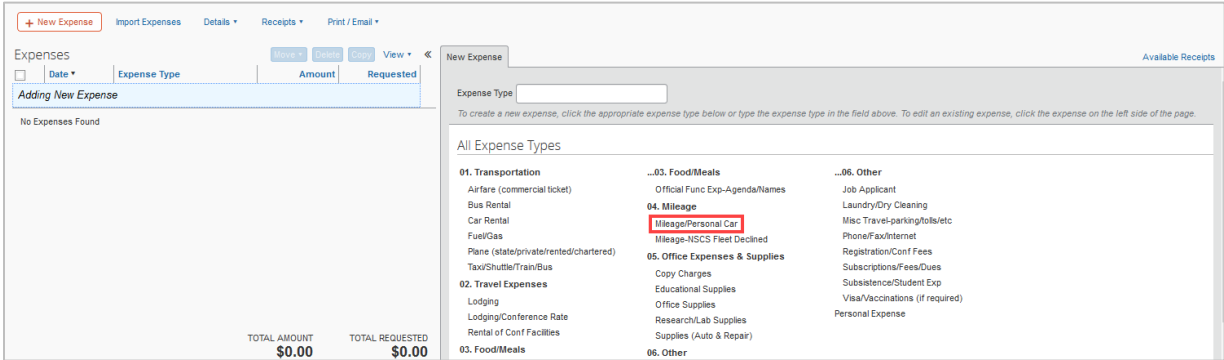 + New Expense Import Expenses Details ▾ Receipts ▾ Print / Email ▾
Expenses
Move ▾ Delete Copy View ▾ «
Date ▾ Expense Type Amount Requested
Adding New Expense
No Expenses Found
TOTAL AMOUNT TOTAL REQUESTED
$0.00 $0.00
New Expense
Available Receipts
Expense Type
To create a new expense, click the appropriate expense type below or type the expense type in the field above. To edit an existing expense, click the expense on the left side of the page.
All Expense Types
01. Transportation
Airfare (commercial ticket)
Bus Rental
Car Rental
Fuel/Gas
Plane (state/private/rented/chartered)
Taxi/Shuttle/Train/Bus
02. Travel Expenses
Lodging
Lodging/Conference Rate
Rental of Conf Facilities
03. Food/Meals
...03. Food/Meals
Official Func Exp-Agenda/Names
04. Mileage
Mileage/Personal Car
Mileage-NSCS Fleet Declined
05. Office Expenses & Supplies
Copy Charges
Educational Supplies
Office Supplies
Research/Lab Supplies
Supplies (Auto & Repair)
06. Other
...06. Other
Job Applicant
Laundry/Dry Cleaning
Misc Travel-parking/tolls/etc
Phone/Fax/Internet
Registration/Conf Fees
Subscriptions/Fees/Dues
Subsistence/Student Exp
Visa/Vaccinations (if required)
Personal Expense